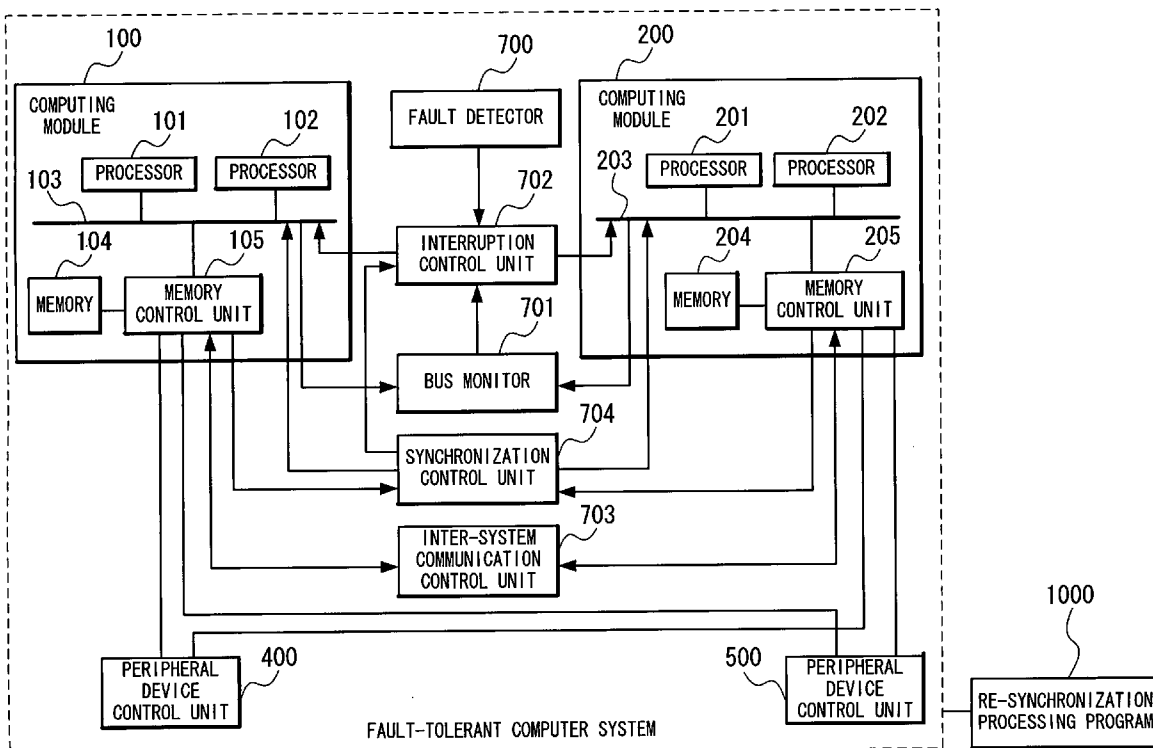 100
700
200
COMPUTING
MODULE
101
102
PROCESSOR
PROCESSOR
103
104
105
MEMORY
MEMORY
CONTROL UNIT
FAULT DETECTOR
702
INTERRUPTION
CONTROL UNIT
701
BUS MONITOR
704
SYNCHRONIZATION
CONTROL UNIT
703
INTER-SYSTEM
COMMUNICATION
CONTROL UNIT
COMPUTING
MODULE
201
202
PROCESSOR
PROCESSOR
203
204
205
MEMORY
MEMORY
CONTROL UNIT
400
PERIPHERAL
DEVICE
CONTROL UNIT
500
PERIPHERAL
DEVICE
CONTROL UNIT
FAULT-TOLERANT COMPUTER SYSTEM
1000
RE-SYNCHRONIZATION
PROCESSING PROGRAM